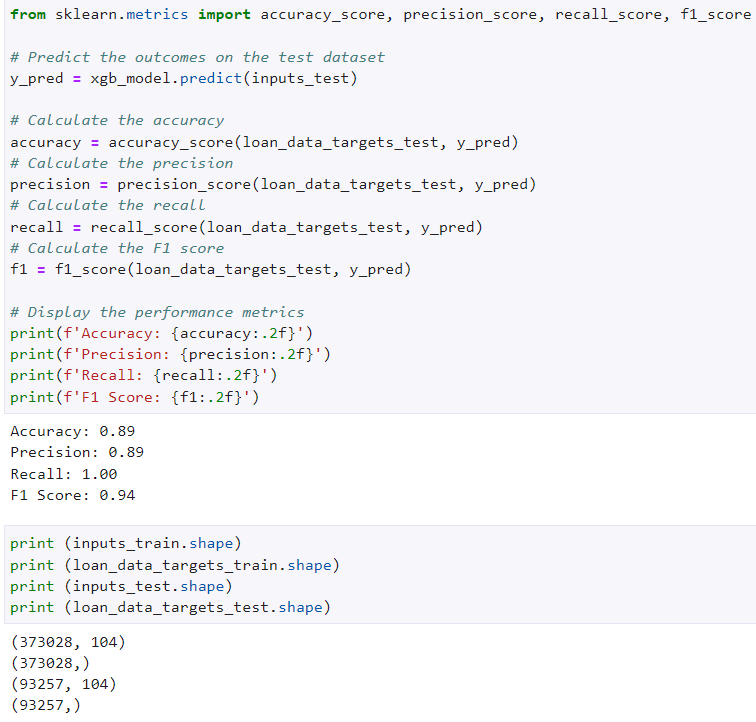 from sklearn.metrics import accuracy_score, precision_score, recall_score, f1_score
# Predict the outcomes on the test dataset
y_pred = xgb_model.predict(inputs_test)
# Calculate the accuracy
accuracy = accuracy_score(loan_data_targets_test, y_pred)
# Calculate the precision
precision = precision_score(loan_data_targets_test, y_pred)
# Calculate the recall
recall = recall_score(loan_data_targets_test, y_pred)
# Calculate the F1 score
f1 = f1_score(loan_data_targets_test, y_pred)
# Display the performance metrics
print(f'Accuracy: {accuracy:.2f}')
print(f'Precision: {precision:.2f}')
print(f'Recall: {recall:.2f}')
print(f'F1 Score: {f1:.2f}')
Accuracy: 0.89
Precision: 0.89
Recall: 1.00
F1 Score: 0.94
print (inputs_train.shape)
print (loan_data_targets_train.shape)
print (inputs_test.shape)
print (loan_data_targets_test.shape)
(373028, 104)
(373028,)
(93257, 104)
(93257,)